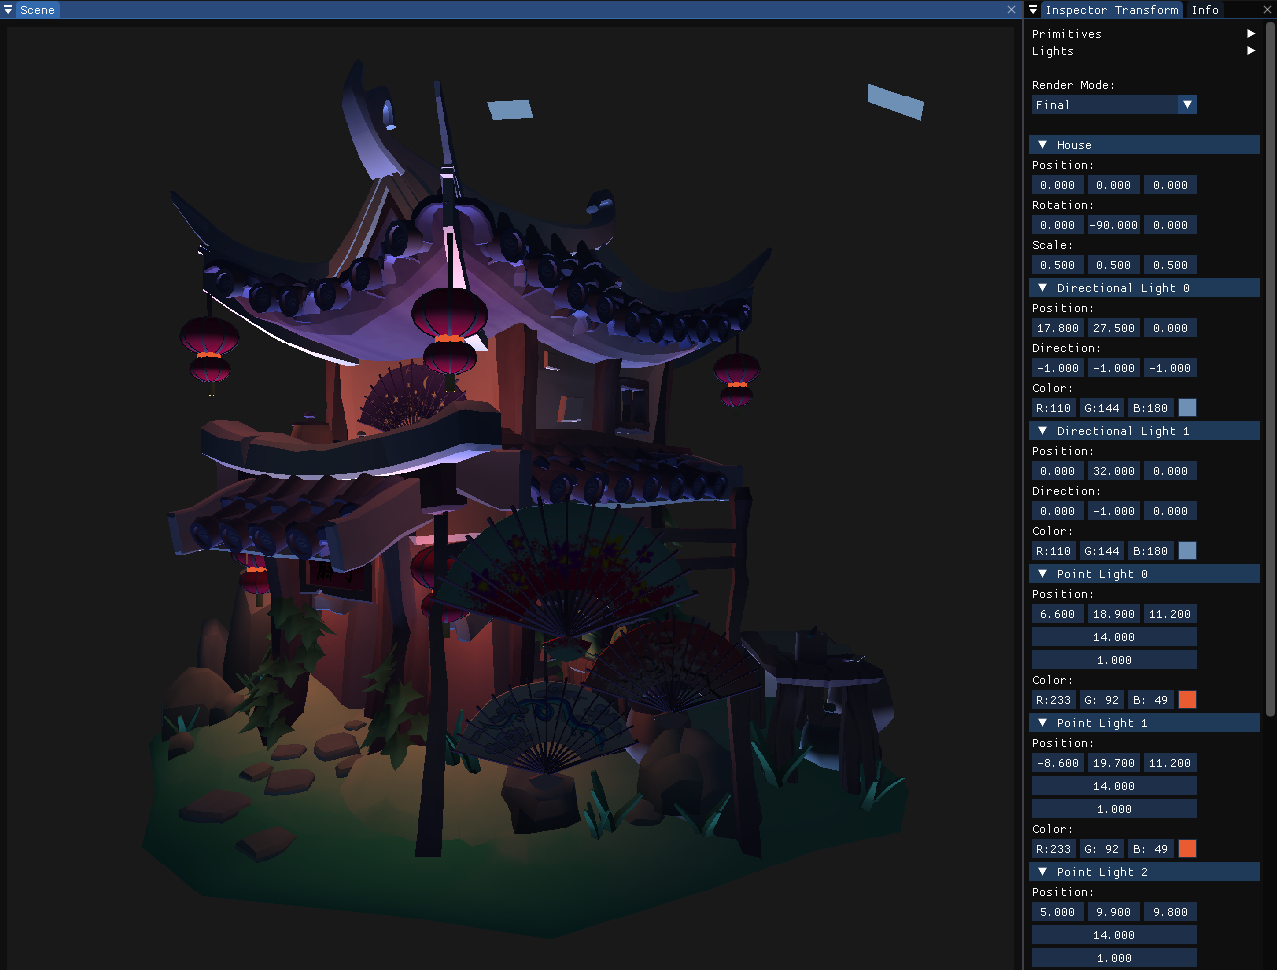 Scene
Inspector Transform Info
Primitives
Lights
Render Mode:
Final
House
Position:
0.000 0.000 0.000
Rotation:
0.000 -90.000 0.000
Scale:
0.500 0.500 0.500
Directional Light 0
Position:
17.800 27.500 0.000
Direction:
-1.000 -1.000 -1.000
Color:
R:110 G:144 B:180
Directional Light 1
Position:
0.000 32.000 0.000
Direction:
0.000 -1.000 0.000
Color:
R:110 G:144 B:180
Point Light 0
Position:
6.600 18.900 11.200
14.000
1.000
Color:
R:233 G: 92 B: 49
Point Light 1
Position:
-8.600 19.700 11.200
14.000
1.000
Color:
R:233 G: 92 B: 49
Point Light 2
Position:
5.000 9.900 9.800
14.000
1.000